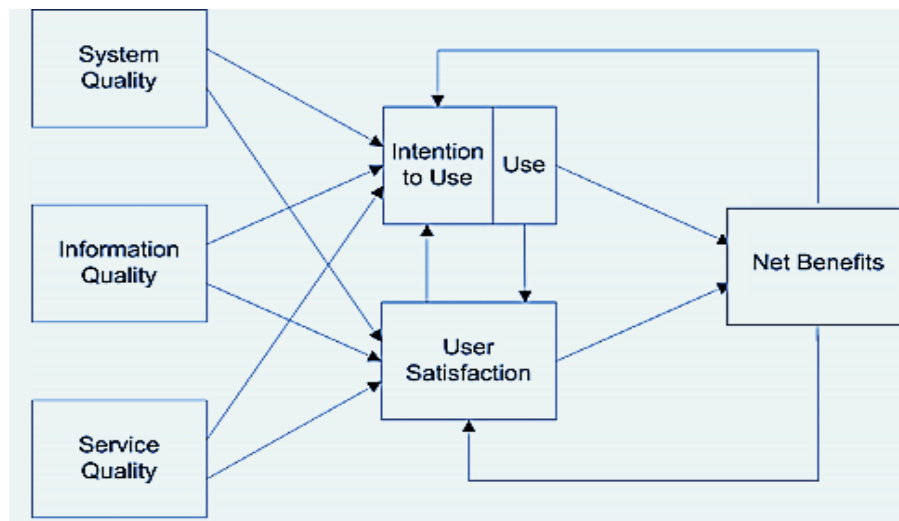 System
Quality
Intention
to Use
Use
Information
Quality
Net Benefits
User
Satisfaction
Service
Quality